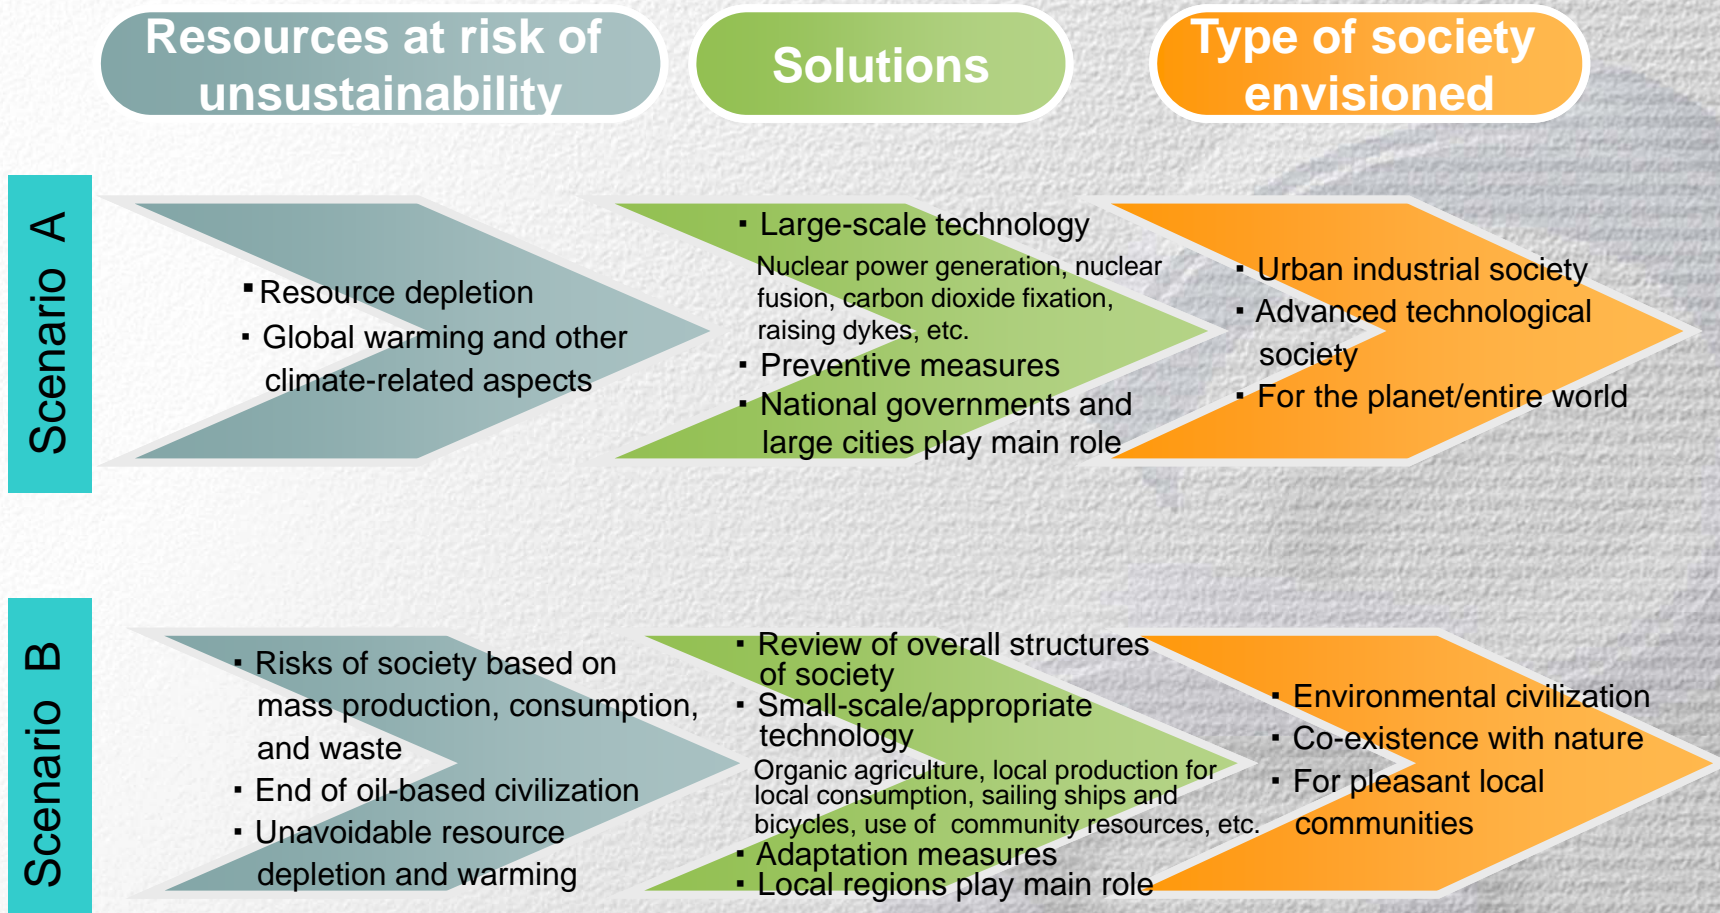 Resources at risk of
unsustainability
Solutions
Type of society
envisioned
Scenario A
▪ Resource depletion
▪ Global warming and other
climate-related aspects
▪ Large-scale technology
Nuclear power generation, nuclear
fusion, carbon dioxide fixation,
raising dykes, etc.
▪ Preventive measures
▪ National governments and
large cities play main role
▪ Urban industrial society
▪ Advanced technological
society
▪ For the planet/entire world
Scenario B
▪ Risks of society based on
mass production, consumption,
and waste
▪ End of oil-based civilization
▪ Unavoidable resource
depletion and warming
▪ Review of overall structures
of society
▪ Small-scale/appropriate
technology
Organic agriculture, local production for
local consumption, sailing ships and
bicycles, use of community resources, etc.
▪ Adaptation measures
▪ Local regions play main role
▪ Environmental civilization
▪ Co-existence with nature
▪ For pleasant local
communities